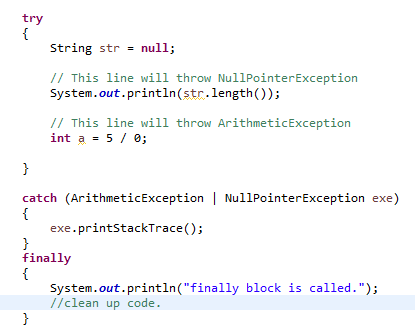 try
{
    String str = null;

    // This line will throw NullPointerException
    System.out.println(str.length());

    // This line will throw ArithmeticException
    int a = 5 / 0;

}

catch (ArithmeticException | NullPointerException exe)
{
    exe.printStackTrace();
}
finally
{
    System.out.println("finally block is called.");
    //clean up code.
}